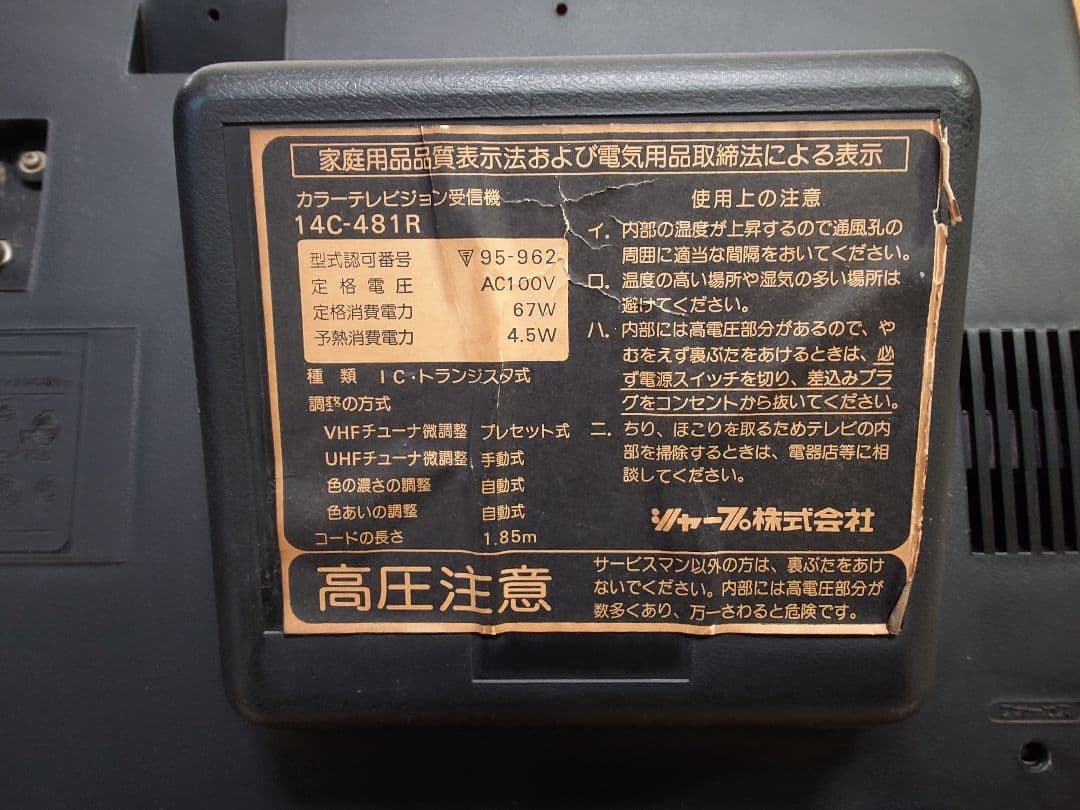 家庭用品品質表示法および電気用品取締法による表示
カラーテレビジョン受信機
14C-481R
型式認可番号 95-962
定格電圧 AC100V
定格消費電力 67W
予熱消費電力 4.5W
種類 IC・トランジスタ式
調整の方式
VHFチューナ微調整 プレセット式
UHFチューナ微調整 手動式
色の濃さの調整 自動式
色あいの調整 自動式
コードの長さ 1.85m
使用上の注意
イ. 内部の温度が上昇するので通風孔の
周囲に適当な間隔をおいてください。
ロ. 温度の高い場所や湿気の多い場所は
避けてください。
ハ. 内部には高電圧部分があるので、や
むをえず裏ぶたをあけるときは、必
ず電源スイッチを切り、差込みプラ
グをコンセントから抜いてください。
ニ. ちり、ほこりを取るためテレビの内
部を掃除するときは、電器店等に相
談してください。
シャープ株式会社
高圧注意
サービスマン以外の方は、裏ぶたをあけ
ないでください。内部には高電圧部分が
数多くあり、万一さわると危険です。